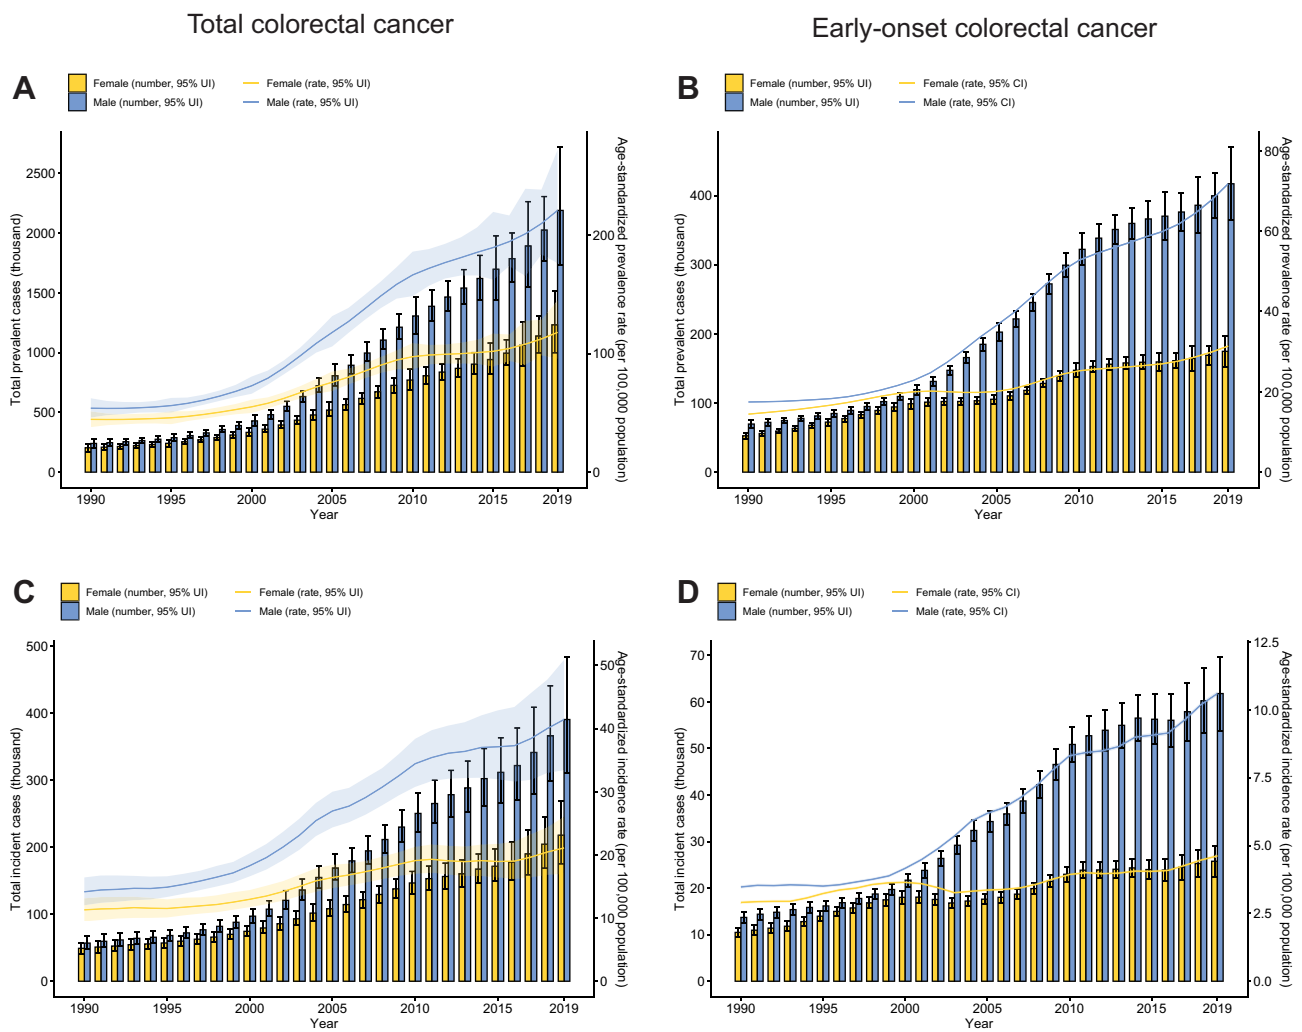 Total colorectal cancer
Early-onset colorectal cancer
A
Female (number, 95% UI)
Female (rate, 95% UI)
Male (number, 95% UI)
Male (rate, 95% UI)
Total prevalent cases (thousand)
2500
2000
1500
1000
500
0
200
100
0
Age-standardized prevalence rate (per 100,000 population)
1990
1995
2000
2005
2010
2015
2019
Year
B
Female (number, 95% UI)
Female (rate, 95% CI)
Male (number, 95% UI)
Male (rate, 95% CI)
Total prevalent cases (thousand)
400
300
200
100
0
80
60
40
20
0
Age-standardized prevalence rate (per 100,000 population)
1990
1995
2000
2005
2010
2015
2019
Year
C
Female (number, 95% UI)
Female (rate, 95% UI)
Male (number, 95% UI)
Male (rate, 95% UI)
Total incident cases (thousand)
500
400
300
200
100
0
50
40
30
20
10
0
Age-standardized incidence rate (per 100,000 population)
1990
1995
2000
2005
2010
2015
2019
Year
D
Female (number, 95% UI)
Female (rate, 95% CI)
Male (number, 95% UI)
Male (rate, 95% CI)
Total incident cases (thousand)
70
60
50
40
30
20
10
0
12.5
10.0
7.5
5.0
2.5
0.0
Age-standardized incidence rate (per 100,000 population)
1990
1995
2000
2005
2010
2015
2019
Year